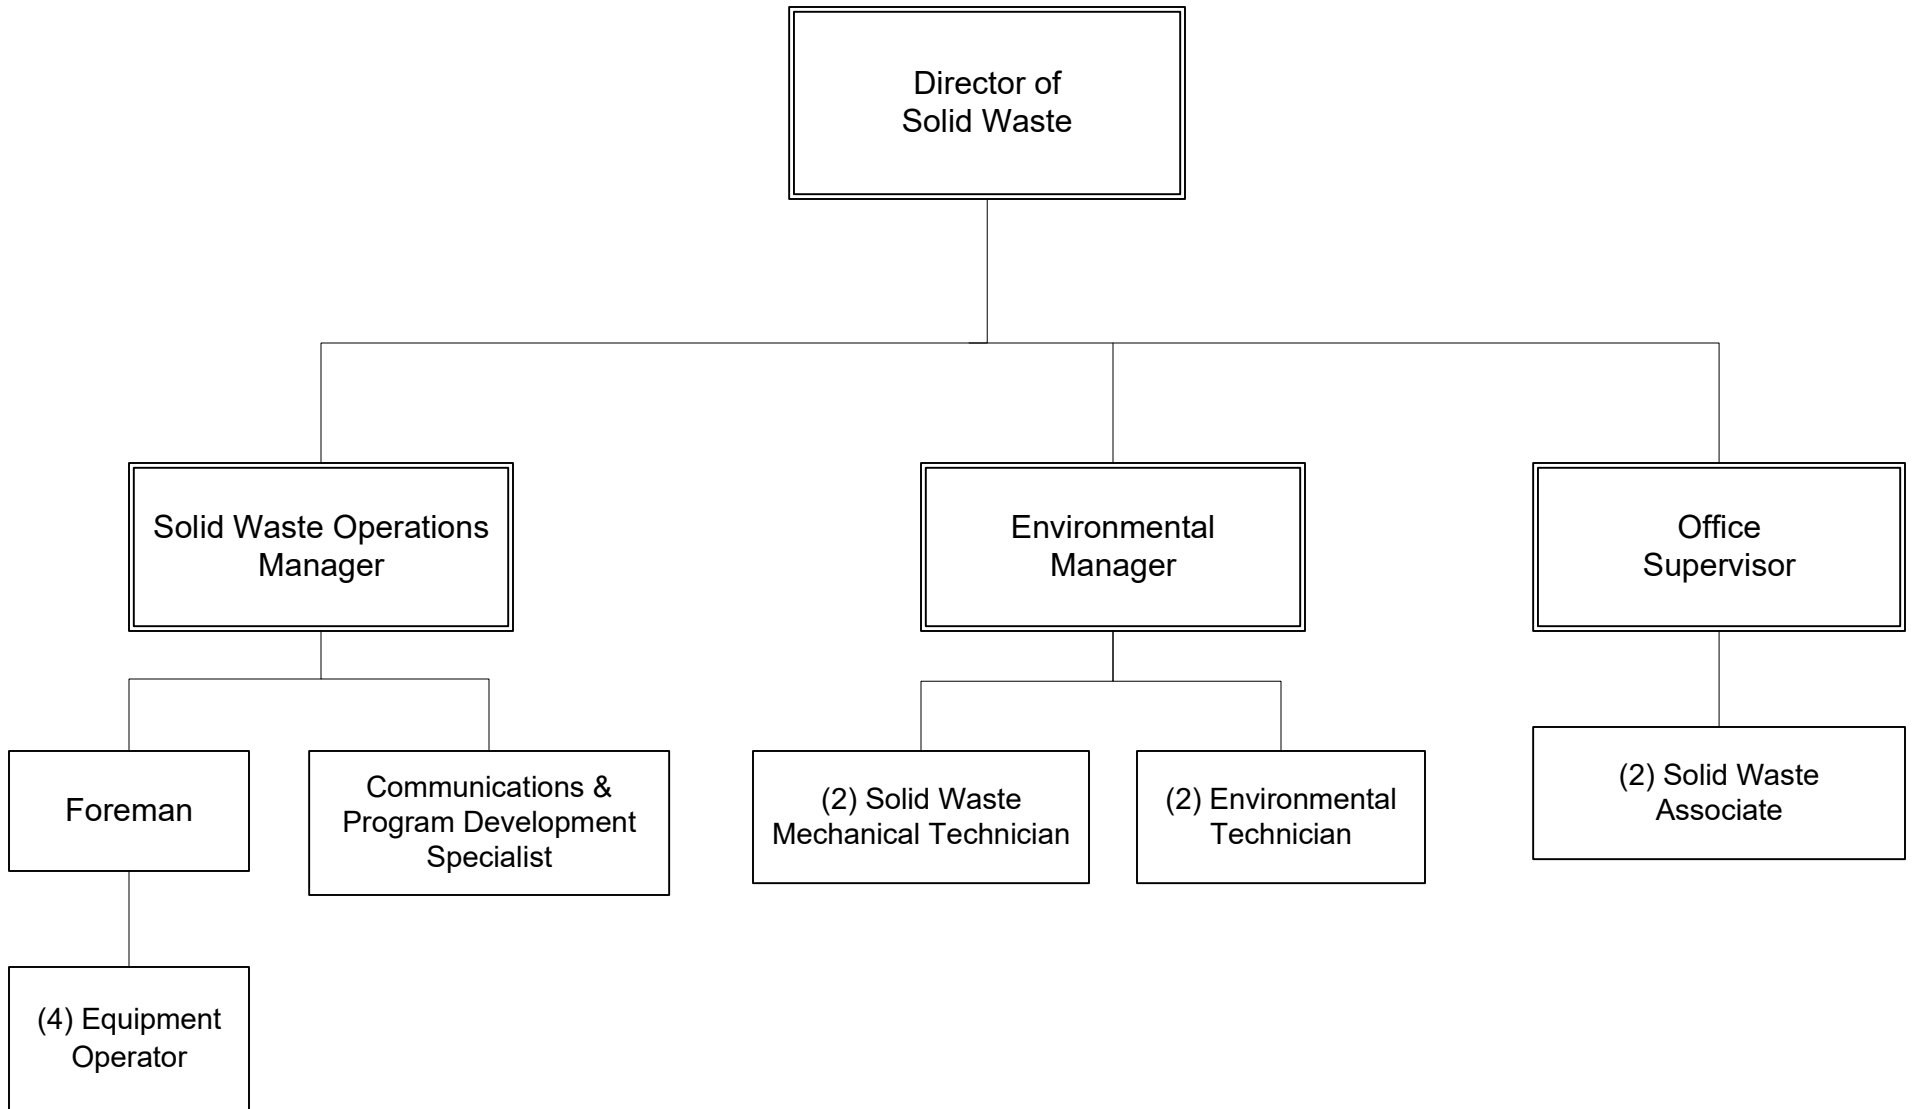 Director of
Solid Waste
Solid Waste Operations
Manager
Environmental
Manager
Office
Supervisor
Foreman
Communications &
Program Development
Specialist
(2) Solid Waste
Mechanical Technician
(2) Environmental
Technician
(2) Solid Waste
Associate
(4) Equipment
Operator